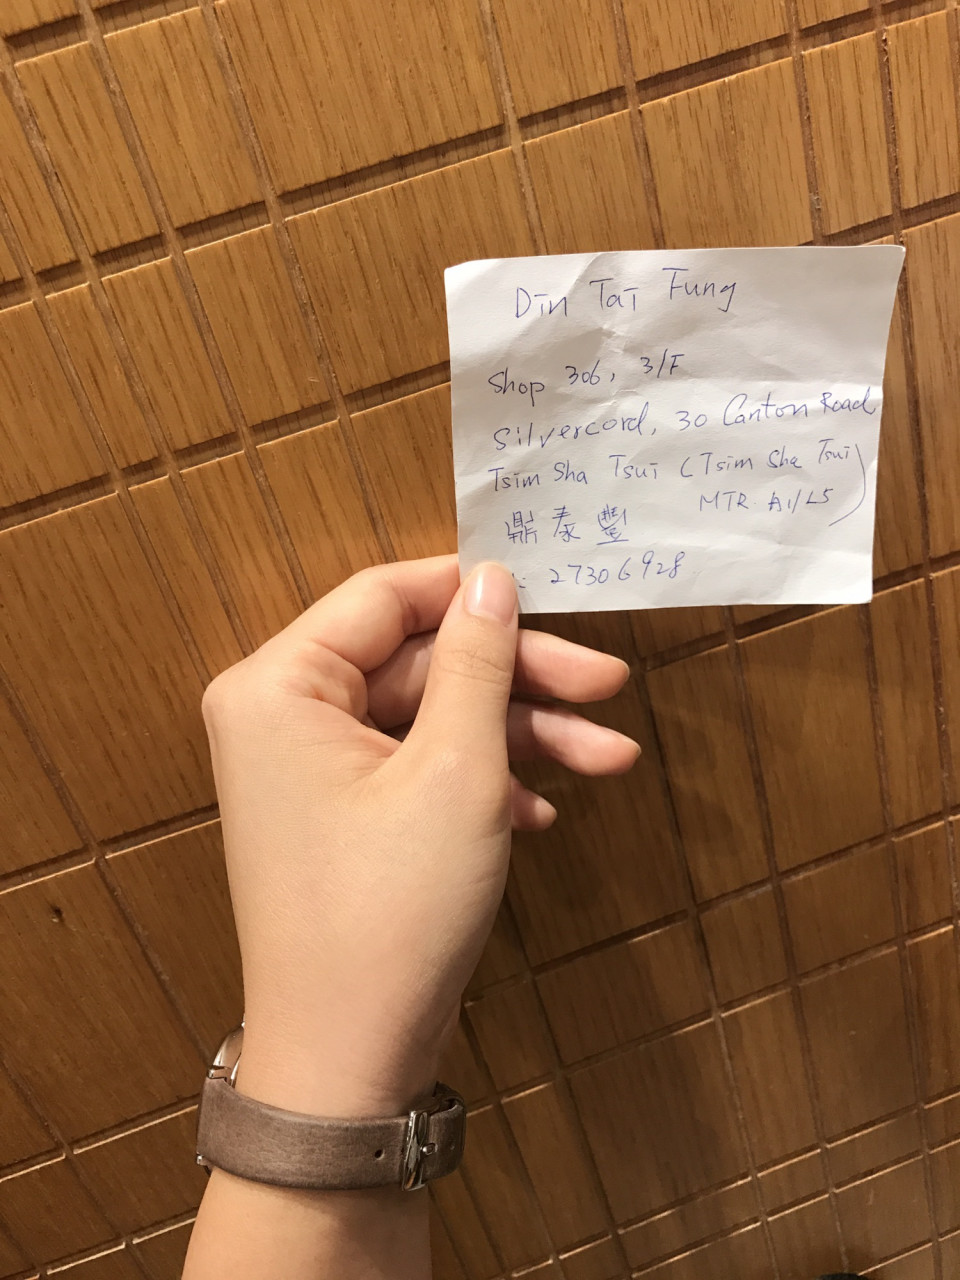 Din Tai Fung
Shop 306, 3/F
Silvercord, 30 Canton Road
Tsim Sha Tsui (Tsim Sha Tsui)
MTR. A1/L5
鼎泰豐
: 27306928